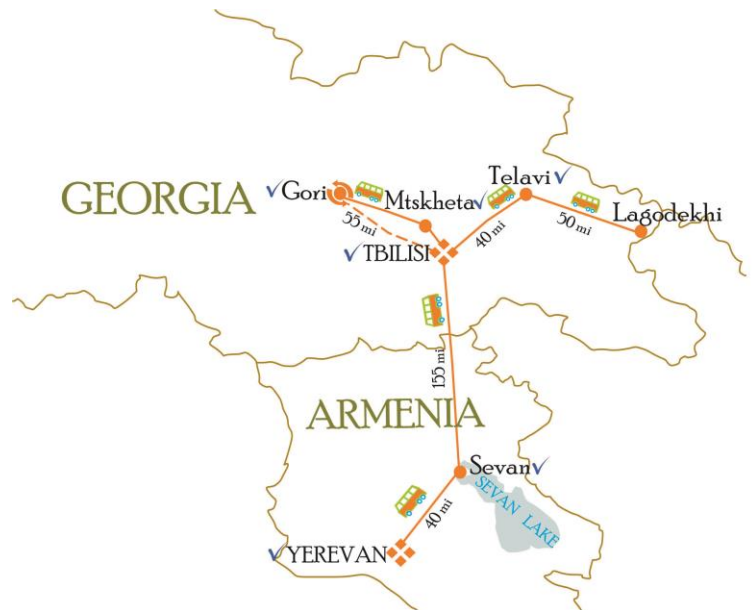 Telavi
GEORGIA
Gori
Mtskheta
Lagodekhi
55 mi
40 mi
50 mi
TBILISI
155 mi
ARMENIA
Sevan
SEVAN LAKE
40 mi
YEREVAN